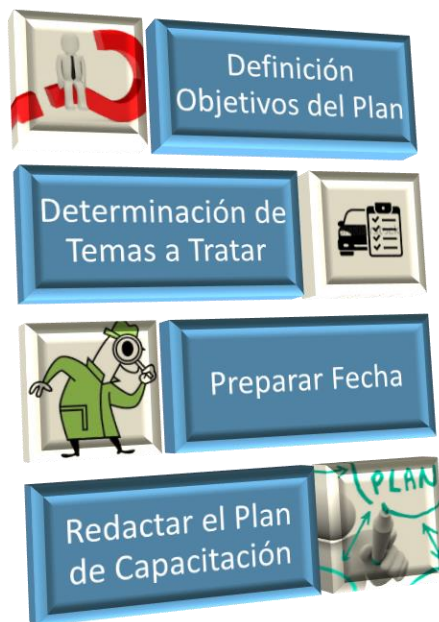 Definición
Objetivos del Plan
Determinación de
Temas a Tratar
Preparar Fecha
Redactar el Plan
de Capacitación
PLAN